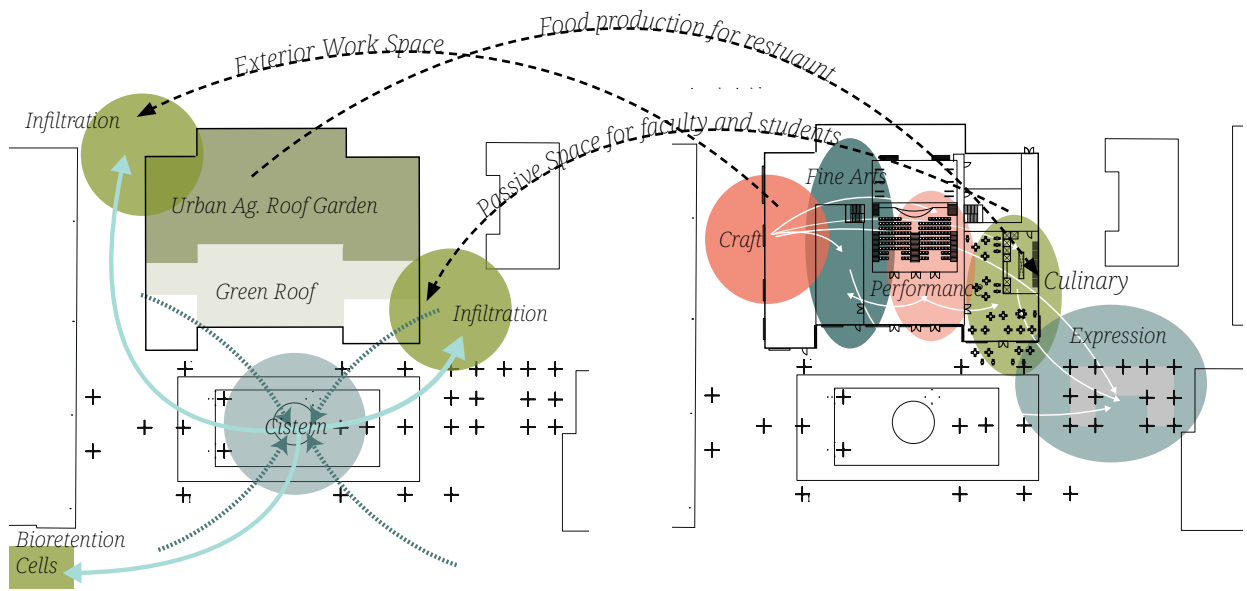 Exterior Work Space
Food production for restuaunt
Infiltration
Passive Space for faculty and students
Urban Ag. Roof Garden
Green Roof
Infiltration
Cistern
Bioretention
Cells
Fine Arts
Craft
Performance
Culinary
Expression